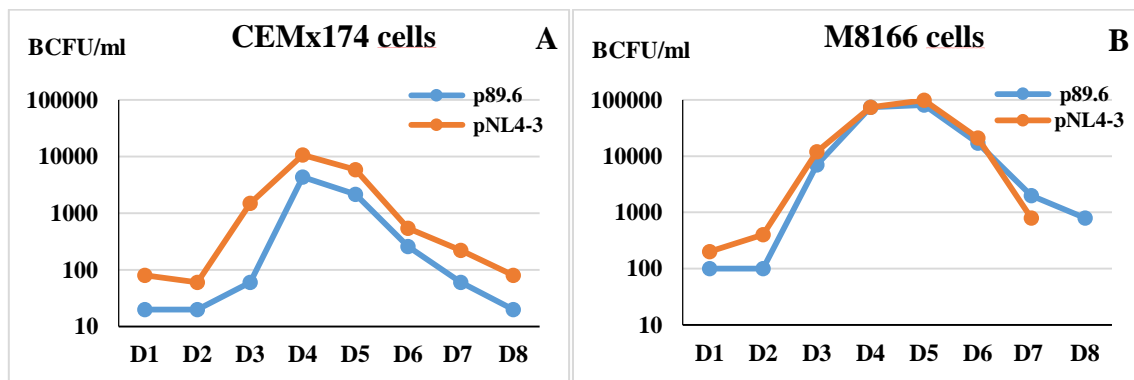 CEMx174 cells
A
BCFU/ml
p89.6
pNL4-3
100000
10000
1000
100
10
D1 D2 D3 D4 D5 D6 D7 D8
M8166 cells
B
BCFU/ml
p89.6
pNL4-3
100000
10000
1000
100
10
D1 D2 D3 D4 D5 D6 D7 D8